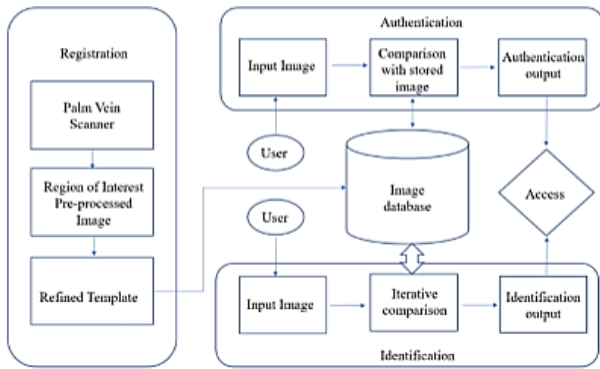 Registration
Palm Vein
Scanner
Region of Interest
Pre-processed
Image
Refined Template
Authentication
Input Image
Comparison
with stored
image
Authentication
output
User
Image
database
Access
User
Input Image
Iterative
comparison
Identification
output
Identification